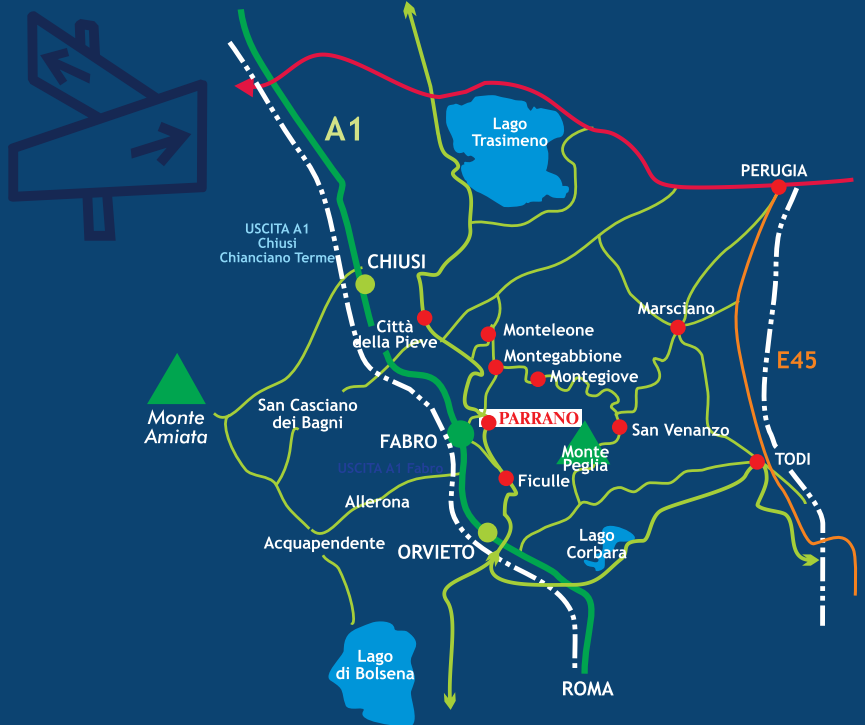 Lago
Trasimeno
A1
PERUGIA
USCITA A1
Chiusi
Chianciano Terme
CHIUSI
Marsciano
Città
della Pieve
Monteleone
Montegabbione
Montegiove
E45
Monte
Amiata
San Casciano
dei Bagni
PARRANO
San Venanzo
FABRO
Monte
Peglia
TODI
USCITA A1 Fabro
Ficulle
Allerona
Acquapendente
ORVIETO
Lago
Corbara
Lago
di Bolsena
ROMA